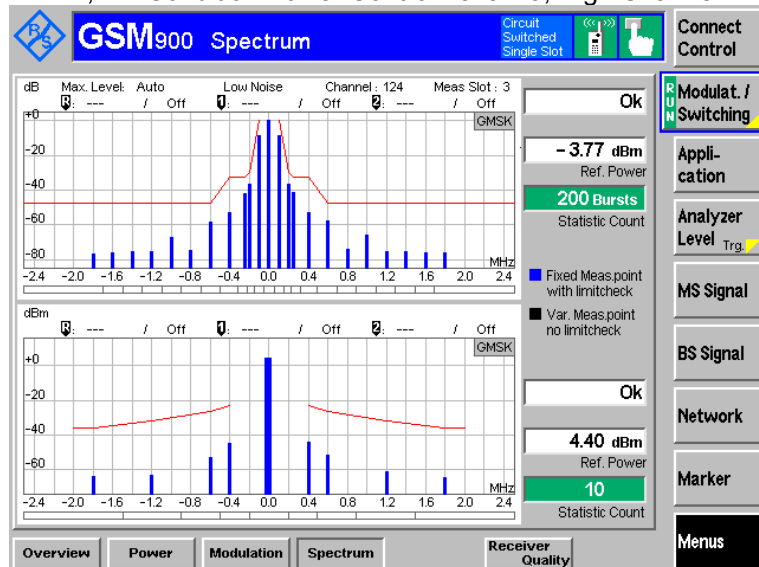 GSM900 Spectrum
Circuit
Switched
Single Slot
Connect
Control
dB Max. Level: Auto Low Noise Channel : 124 Meas Slot : 3
R: --- / Off 1: --- / Off 2: --- / Off
GMSK
+0
-20
-40
-60
-80
MHz
-2.4 -2.0 -1.6 -1.2 -0.8 -0.4 0.0 0.4 0.8 1.2 1.6 2.0 2.4
Ok
- 3.77 dBm
Ref. Power
200 Bursts
Statistic Count
Fixed Meas.point
with limitcheck
Var. Meas.point
no limitcheck
dBm
R: --- / Off 1: --- / Off 2: --- / Off
GMSK
+0
-20
-40
-60
MHz
-2.4 -2.0 -1.6 -1.2 -0.8 -0.4 0.0 0.4 0.8 1.2 1.6 2.0 2.4
Ok
4.40 dBm
Ref. Power
10
Statistic Count
RUN
Modulat. /
Switching
Appli-
cation
Analyzer
Level Trg.
MS Signal
BS Signal
Network
Marker
Menus
Overview
Power
Modulation
Spectrum
Receiver
Quality